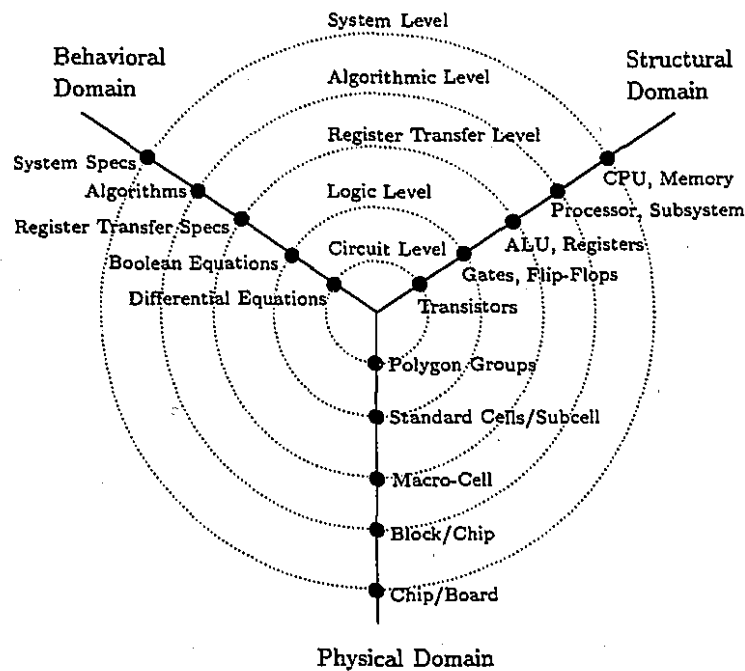 System Level
Behavioral
Domain
Structural
Domain
Algorithmic Level
Register Transfer Level
System Specs
CPU, Memory
Algorithms
Logic Level
Processor, Subsystem
Register Transfer Specs
ALU, Registers
Circuit Level
Boolean Equations
Gates, Flip-Flops
Differential Equations
Transistors
Polygon Groups
Standard Cells/Subcell
Macro-Cell
Block/Chip
Chip/Board
Physical Domain